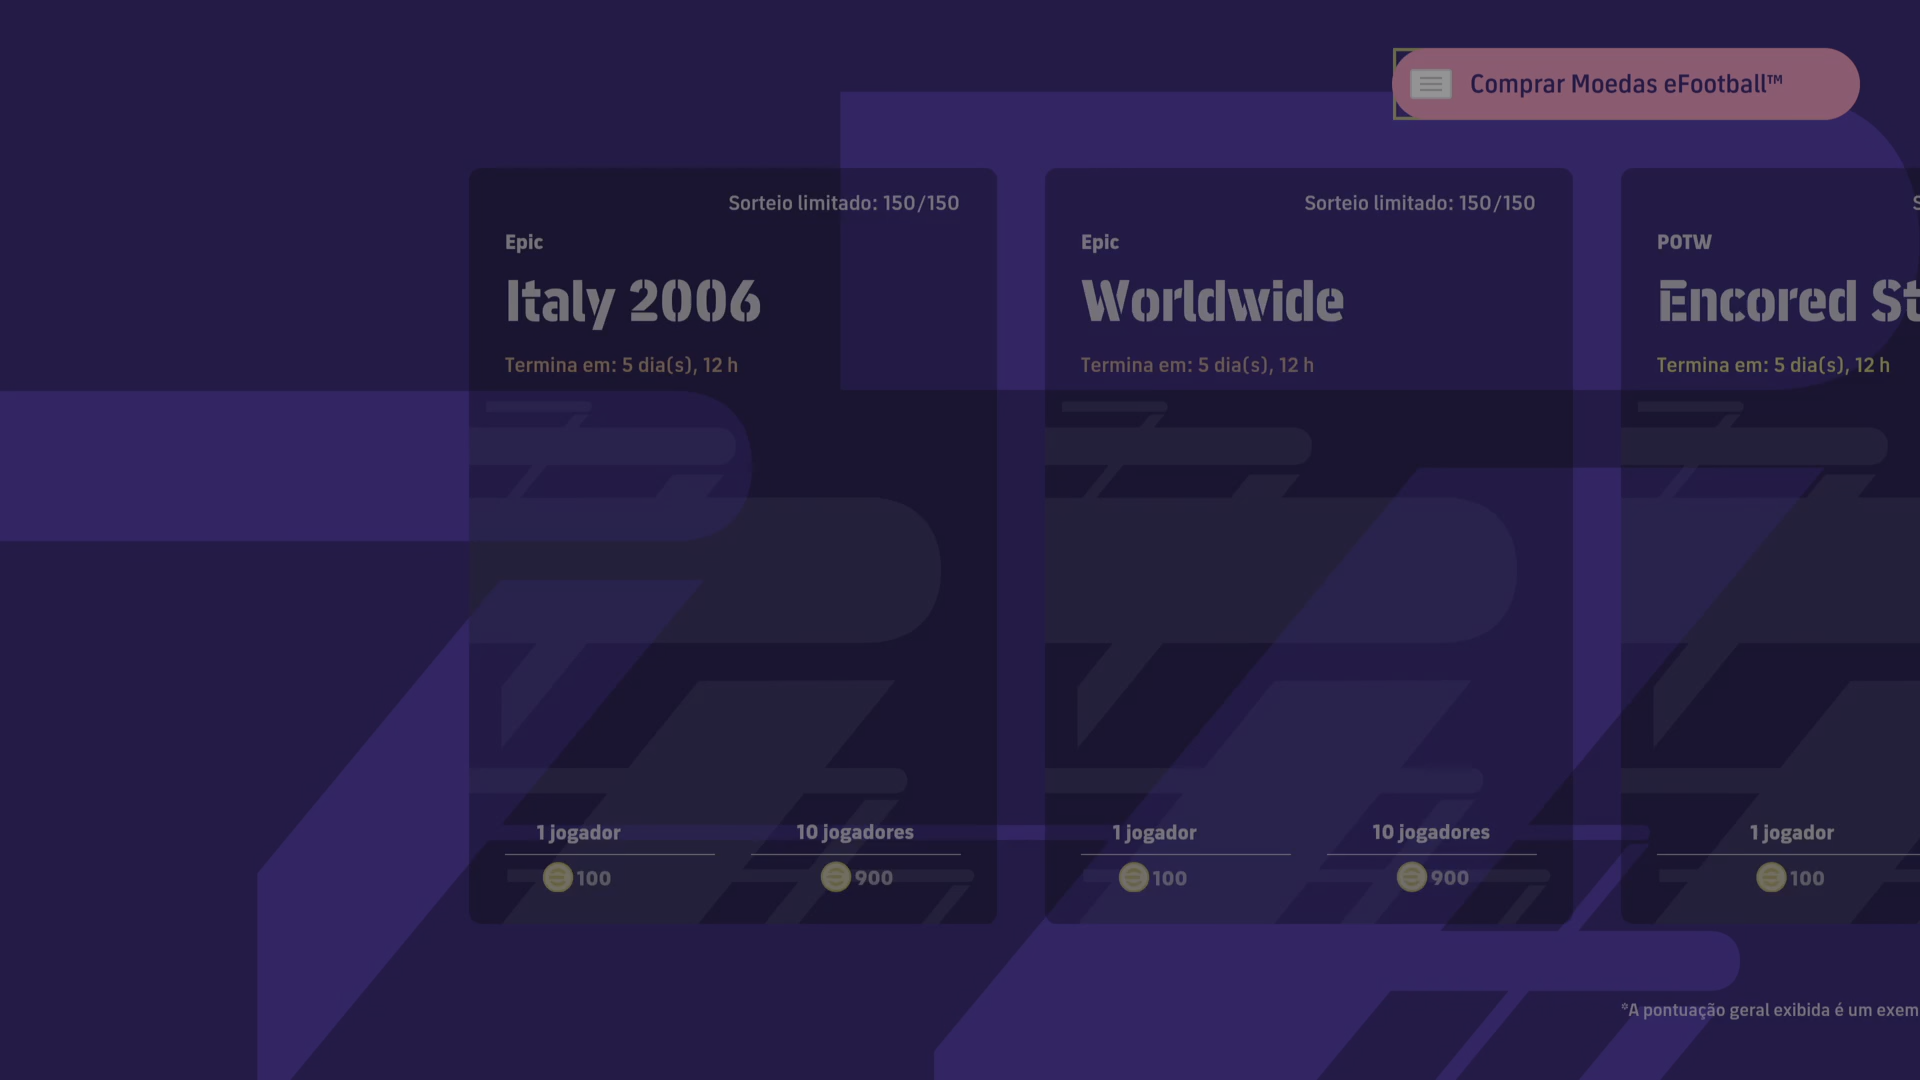 Comprar Moedas eFootball™
Sorteio limitado: 150/150
Epic
Italy 2006
Termina em: 5 dia(s), 12 h
1 jogador
10 jogadores
100
900
Sorteio limitado: 150/150
Epic
Worldwide
Termina em: 5 dia(s), 12 h
1 jogador
10 jogadores
100
900
POTW
Encored
Termina em: 5 dia(s), 12 h
1 jogador
100
*A pontuação geral exibida é um